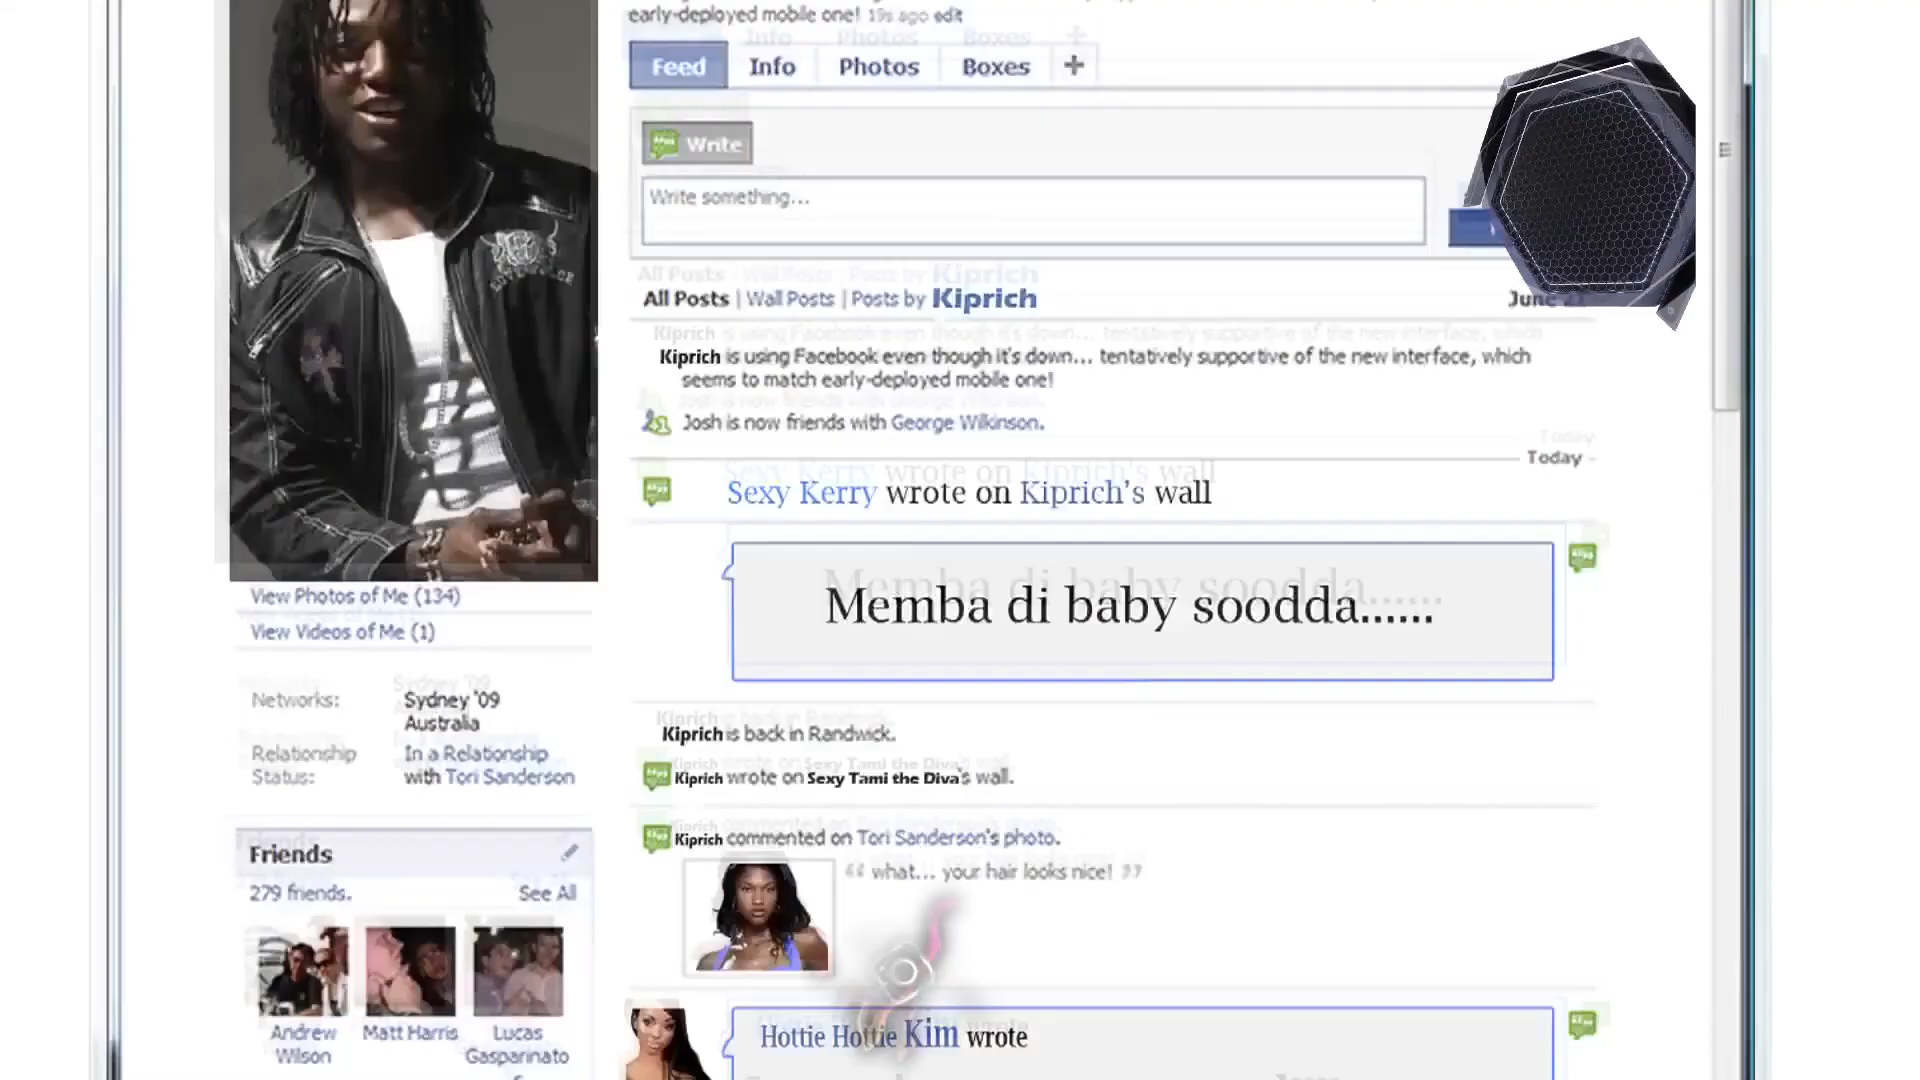 early-deployed mobile one! 19s ago edit
Feed Info Photos Boxes +
Write
Write something...
All Posts | Wall Posts | Posts by Kiprich
June
Kiprich is using Facebook even though it's down... tentatively supportive of the new interface, which
seems to match early-deployed mobile one!
Josh is now friends with George Wilkinson.
Today
Sexy Kerry wrote on Kiprich's wall
Memba di baby soodda......
Kiprich is back in Randwick.
Kiprich wrote on Sexy Tami the Diva's wall.
Kiprich commented on Tori Sanderson's photo.
“ what... your hair looks nice! ”
Hottie Hottie Kim wrote
View Photos of Me (134)
View Videos of Me (1)
Networks: Sydney '09
Australia
Relationship In a Relationship
Status: with Tori Sanderson
Friends
279 friends. See All
Andrew Matt Harris Lucas
Wilson Gasparinato